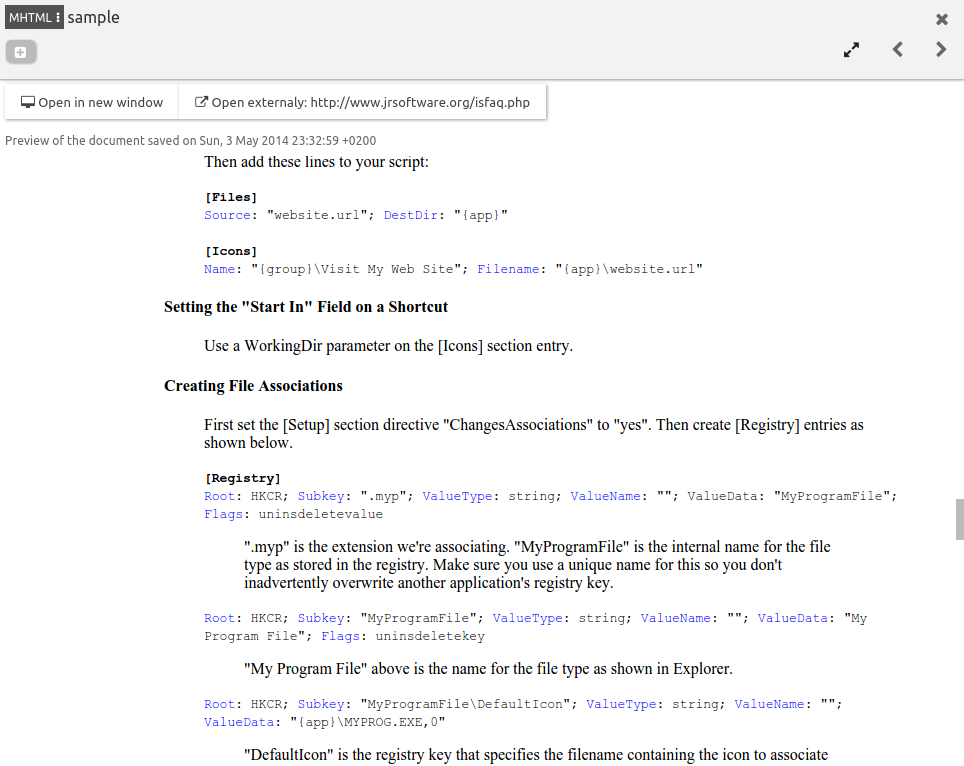 MHTML sample
Open in new window Open externaly: http://www.jrsoftware.org/isfaq.php
Preview of the document saved on Sun, 3 May 2014 23:32:59 +0200
Then add these lines to your script:
[Files]
Source: "website.url"; DestDir: "{app}"
[Icons]
Name: "{group}\Visit My Web Site"; Filename: "{app}\website.url"
Setting the "Start In" Field on a Shortcut
Use a WorkingDir parameter on the [Icons] section entry.
Creating File Associations
First set the [Setup] section directive "ChangesAssociations" to "yes". Then create [Registry] entries as
shown below.
[Registry]
Root: HKCR; Subkey: ".myp"; ValueType: string; ValueName: ""; ValueData: "MyProgramFile";
Flags: uninsdeletevalue
".myp" is the extension we're associating. "MyProgramFile" is the internal name for the file
type as stored in the registry. Make sure you use a unique name for this so you don't
inadvertently overwrite another application's registry key.
Root: HKCR; Subkey: "MyProgramFile"; ValueType: string; ValueName: ""; ValueData: "My
Program File"; Flags: uninsdeletekey
"My Program File" above is the name for the file type as shown in Explorer.
Root: HKCR; Subkey: "MyProgramFile\DefaultIcon"; ValueType: string; ValueName: "";
ValueData: "{app}\MYPROG.EXE,0"
"DefaultIcon" is the registry key that specifies the filename containing the icon to associate